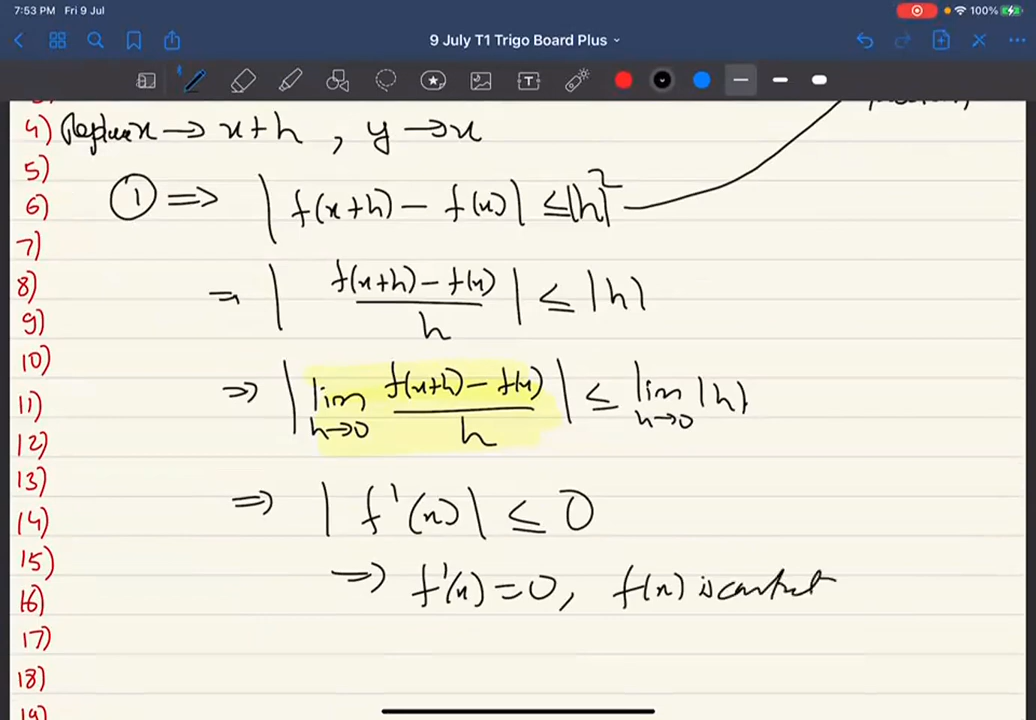 7:53 PM Fri 9 Jul
100%
9 July T1 Trigo Board Plus
4) Replace x → x+h , y → x
5)
6) ① ⇒ | f(x+h) − f(x) | ≤ |h|²
7)
8) ⇒ | f(x+h) − f(x) / h | ≤ |h|
9)
10)
11) ⇒ | lim h→0 f(x+h) − f(x) / h | ≤ lim h→0 |h|
12)
13)
14) ⇒ | f'(x) | ≤ 0
15)
16) ⇒ f'(x) = 0, f(x) is constant
17)
18)